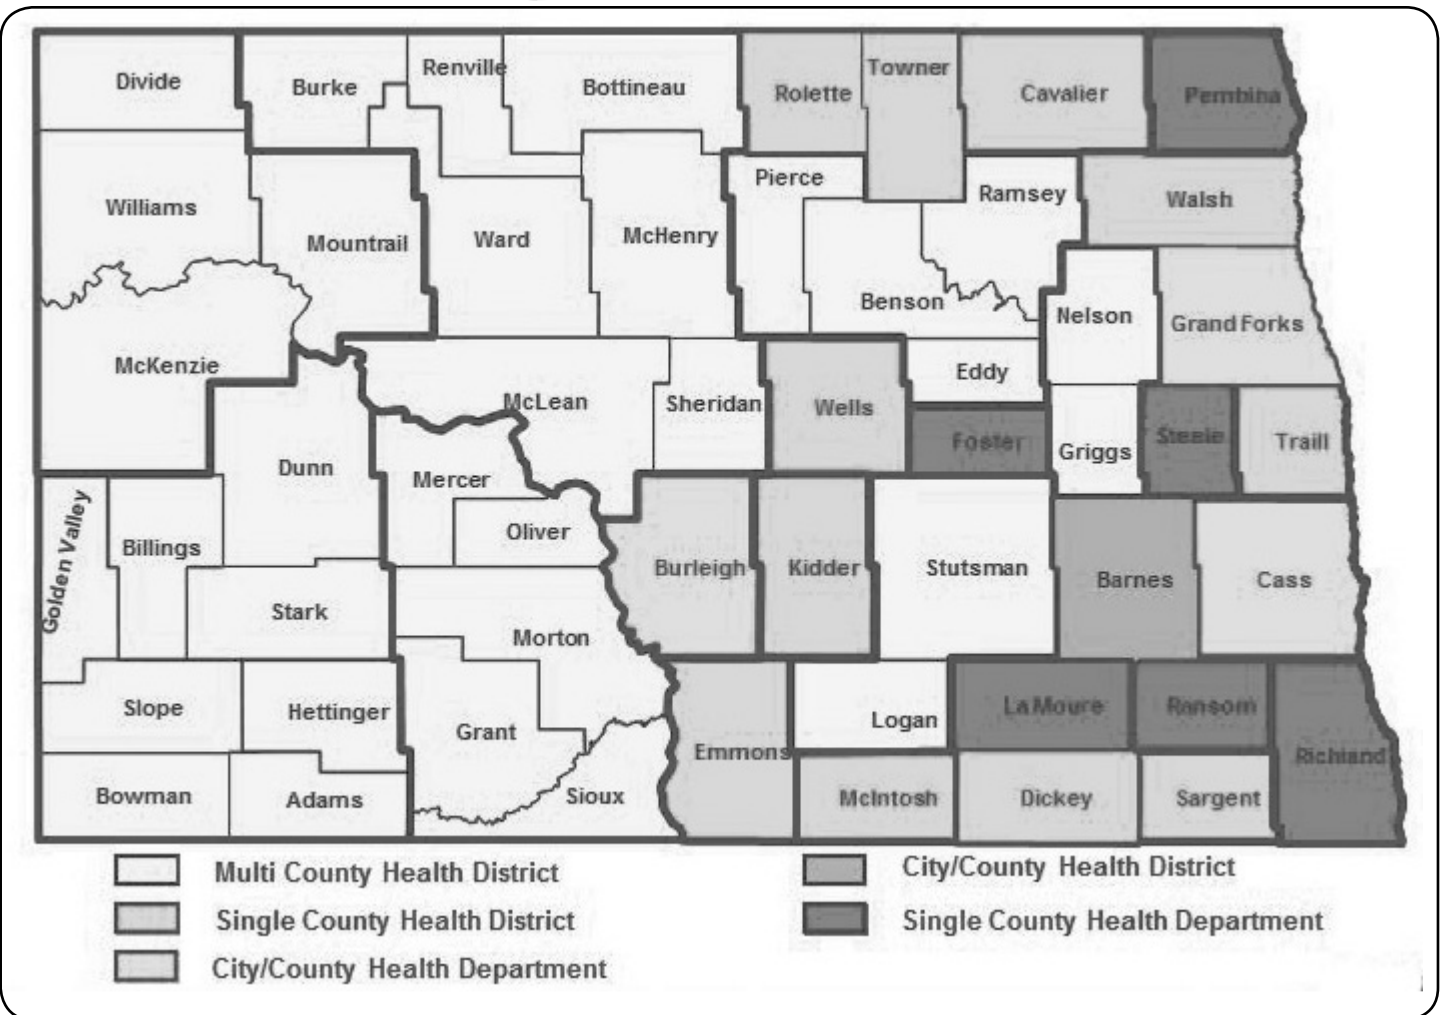 Divide
Burke
Renville
Bottineau
Rolette
Towner
Cavalier
Pembina
Williams
Mountrail
Ward
McHenry
Pierce
Ramsey
Walsh
Benson
Nelson
Grand Forks
McKenzie
McLean
Sheridan
Wells
Eddy
Foster
Griggs
Steele
Traill
Dunn
Mercer
Oliver
Golden Valley
Billings
Stark
Morton
Burleigh
Kidder
Stutsman
Barnes
Cass
Slope
Hettinger
Grant
Sioux
Emmons
Logan
LaMoure
Ransom
Richland
Bowman
Adams
McIntosh
Dickey
Sargent
Multi County Health District
Single County Health District
City/County Health Department
City/County Health District
Single County Health Department